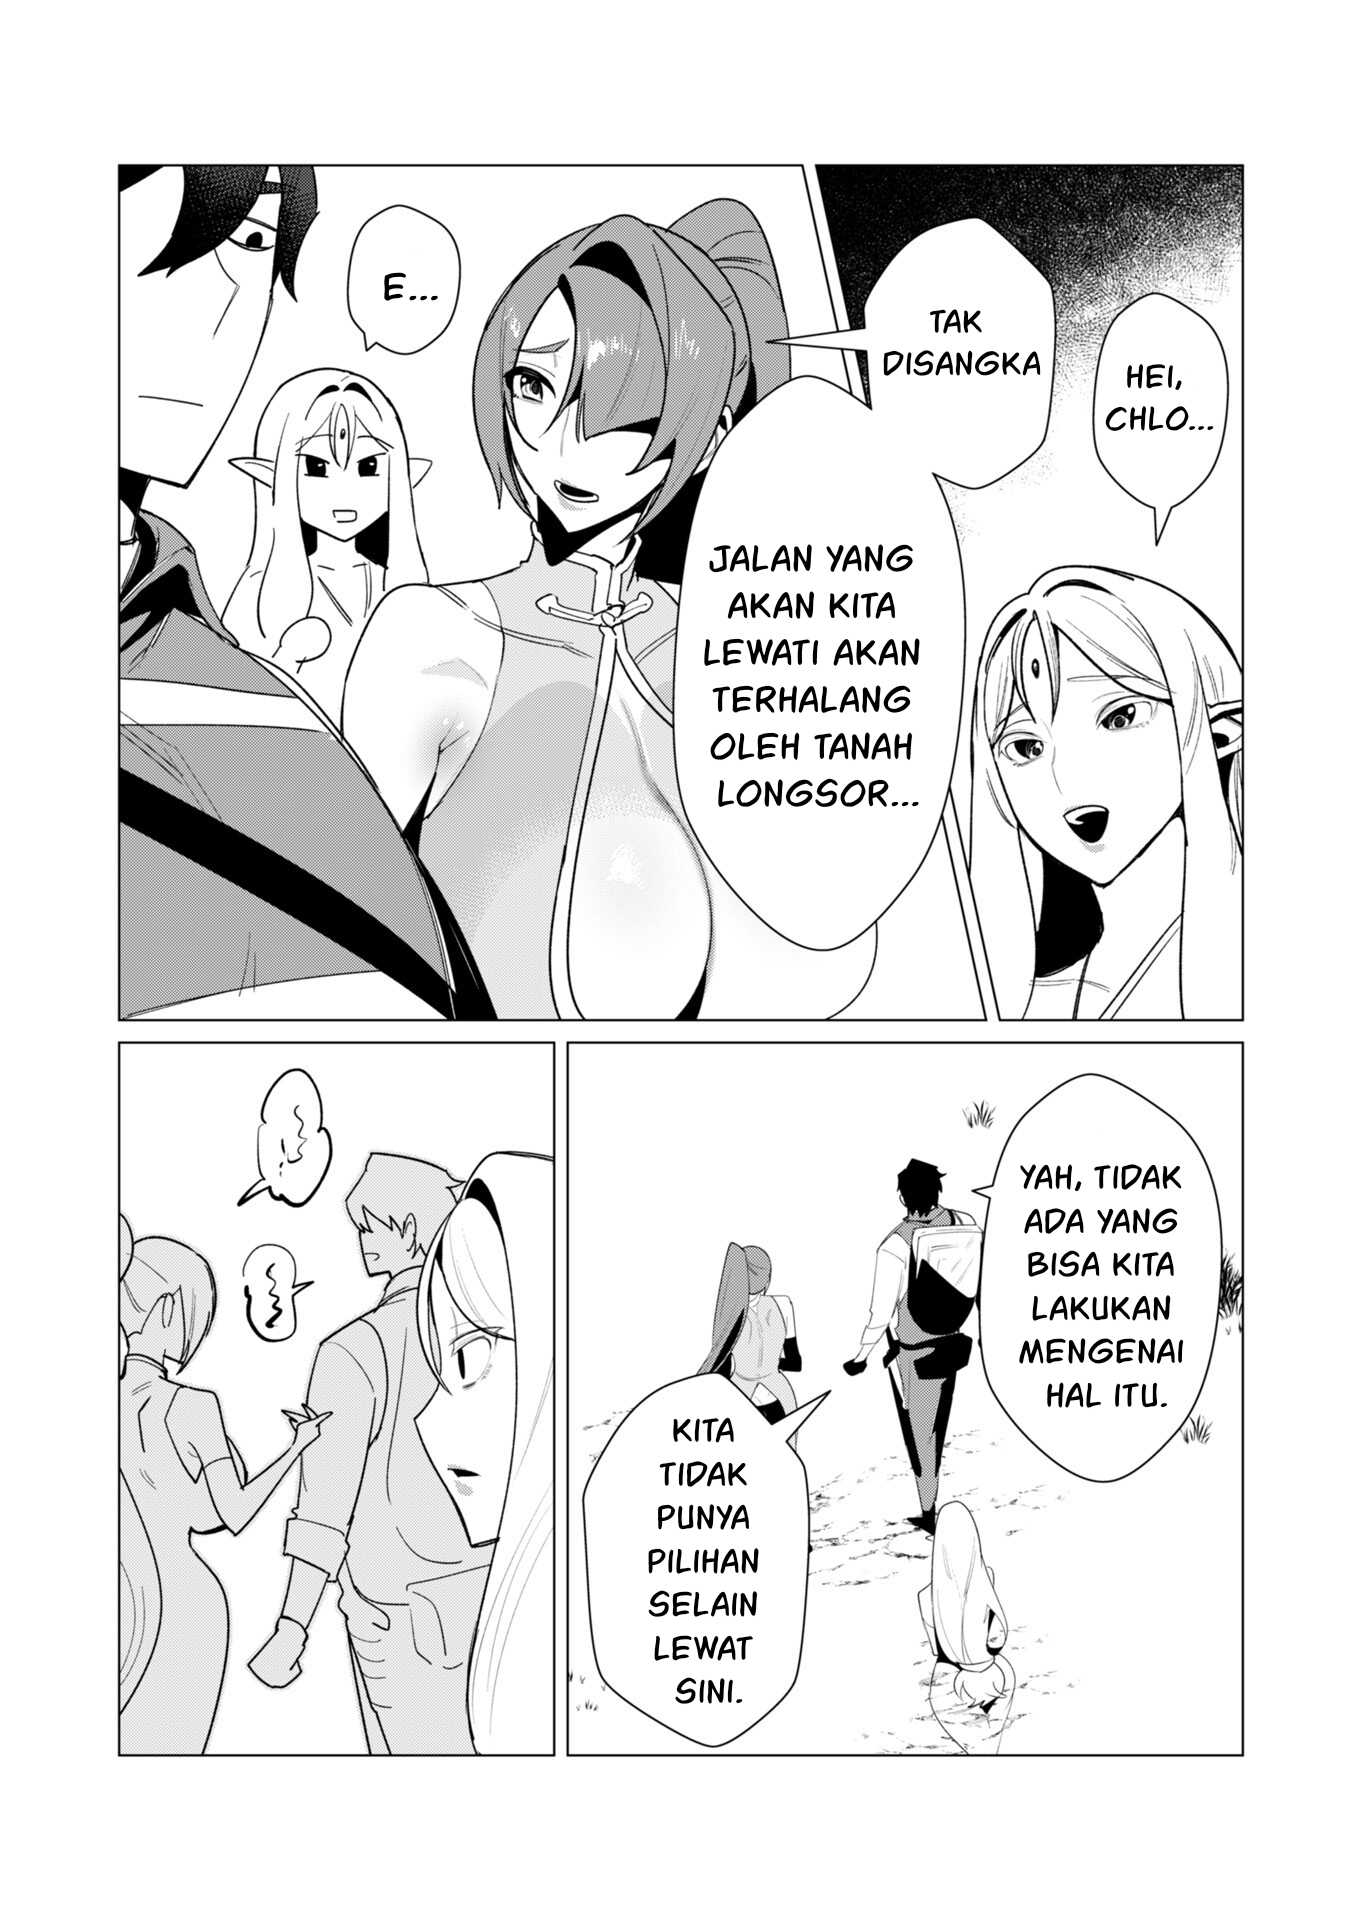 HEI,
CHLO...
TAK
DISANGKA
JALAN YANG
AKAN KITA
LEWATI AKAN
TERHALANG
OLEH TANAH
LONGSOR...
E...
YAH, TIDAK
ADA YANG
BISA KITA
LAKUKAN
MENGENAI
HAL ITU.
KITA
TIDAK
PUNYA
PILIHAN
SELAIN
LEWAT
SINI.